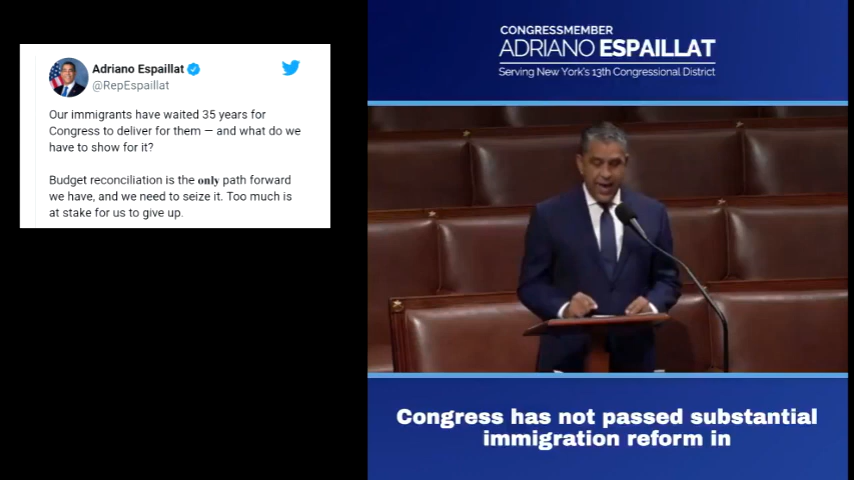 Adriano Espaillat
@RepEspaillat
Our immigrants have waited 35 years for
Congress to deliver for them — and what do we
have to show for it?
Budget reconciliation is the only path forward
we have, and we need to seize it. Too much is
at stake for us to give up.
CONGRESSMEMBER
ADRIANO ESPAILLAT
Serving New York's 13th Congressional District
Congress has not passed substantial
immigration reform in